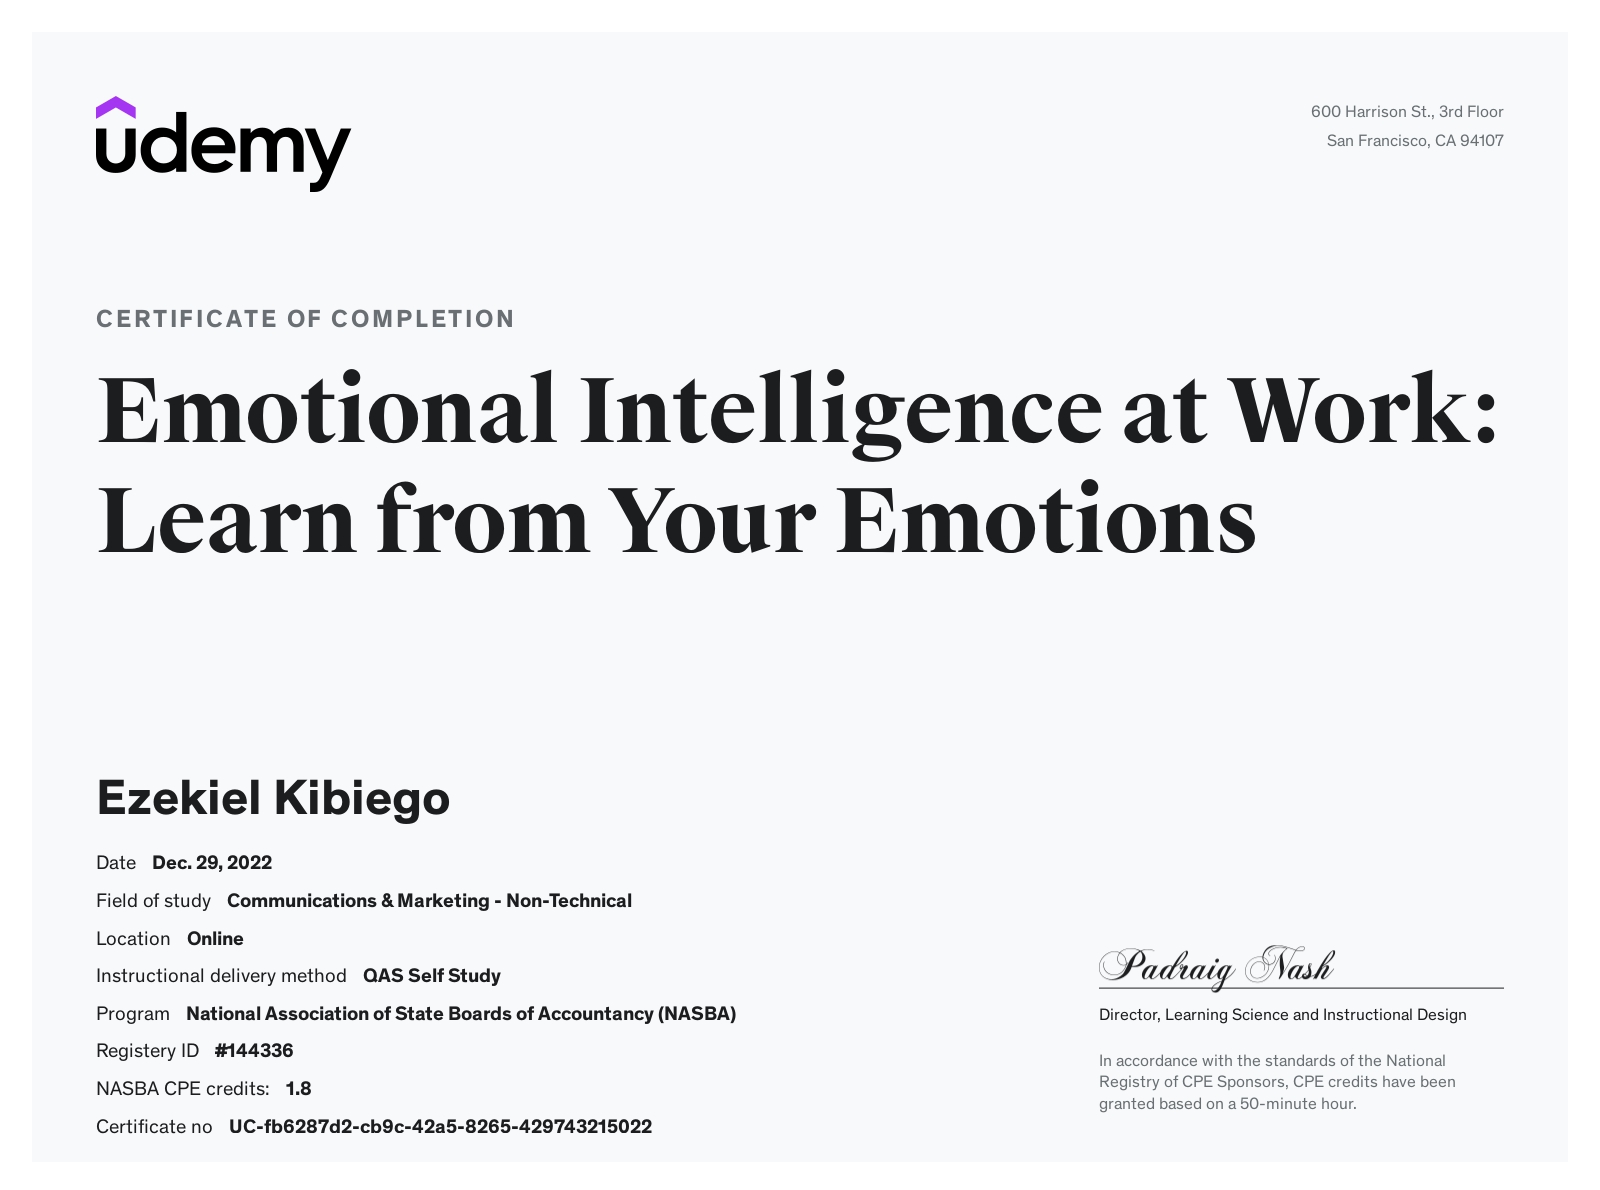 udemy
600 Harrison St., 3rd Floor
San Francisco, CA 94107
CERTIFICATE OF COMPLETION
Emotional Intelligence at Work:
Learn from Your Emotions
Ezekiel Kibiego
Date Dec. 29, 2022
Field of study Communications & Marketing - Non-Technical
Location Online
Instructional delivery method QAS Self Study
Program National Association of State Boards of Accountancy (NASBA)
Registery ID #144336
NASBA CPE credits: 1.8
Certificate no UC-fb6287d2-cb9c-42a5-8265-429743215022
Padraig Nash
Director, Learning Science and Instructional Design
In accordance with the standards of the National
Registry of CPE Sponsors, CPE credits have been
granted based on a 50-minute hour.